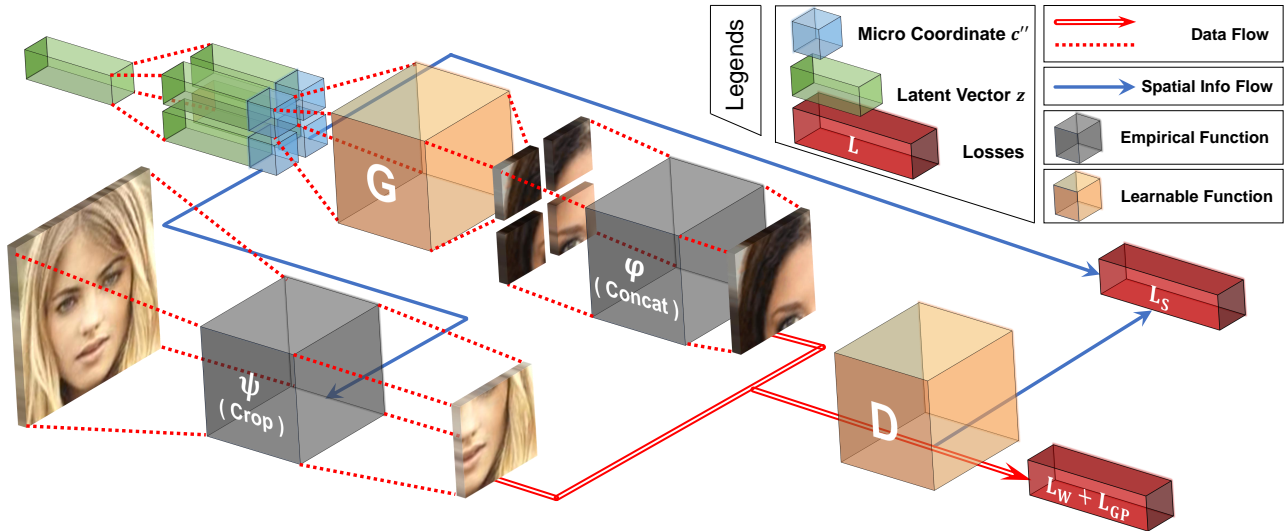 Legends
Micro Coordinate c′′
Latent Vector z
L
Losses
Data Flow
Spatial Info Flow
Empirical Function
Learnable Function
G
φ
( Concat )
L_S
ψ
( Crop )
D
L_W + L_GP